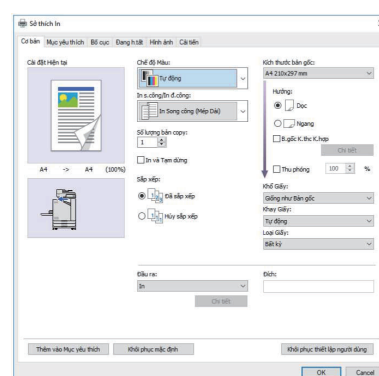 Sở thích In
Cơ bản Mục yêu thích Bố cục Đang h.tất Hình ảnh Cải tiến
Cài đặt Hiện tại
A4 -> A4 (100%)
Chế độ Màu:
Tự động
In s.công/In đ.công:
In Song công (Mép Dài)
Số lượng bản copy:
1
In và Tạm dừng
Sắp xếp:
Đã sắp xếp
Hủy sắp xếp
Kích thước bản gốc:
A4 210x297 mm
Hướng:
Dọc
Ngang
B.gốc K.thc K.hợp
Chi tiết
Thu phóng 100 %
Khổ Giấy:
Giống như Bản gốc
Khay Giấy:
Tự động
Loại Giấy:
Bất kỳ
Đầu ra:
In
Chi tiết
Đích:
Thêm vào Mục yêu thích Khôi phục mặc định Khôi phục thiết lập người dùng
OK Cancel